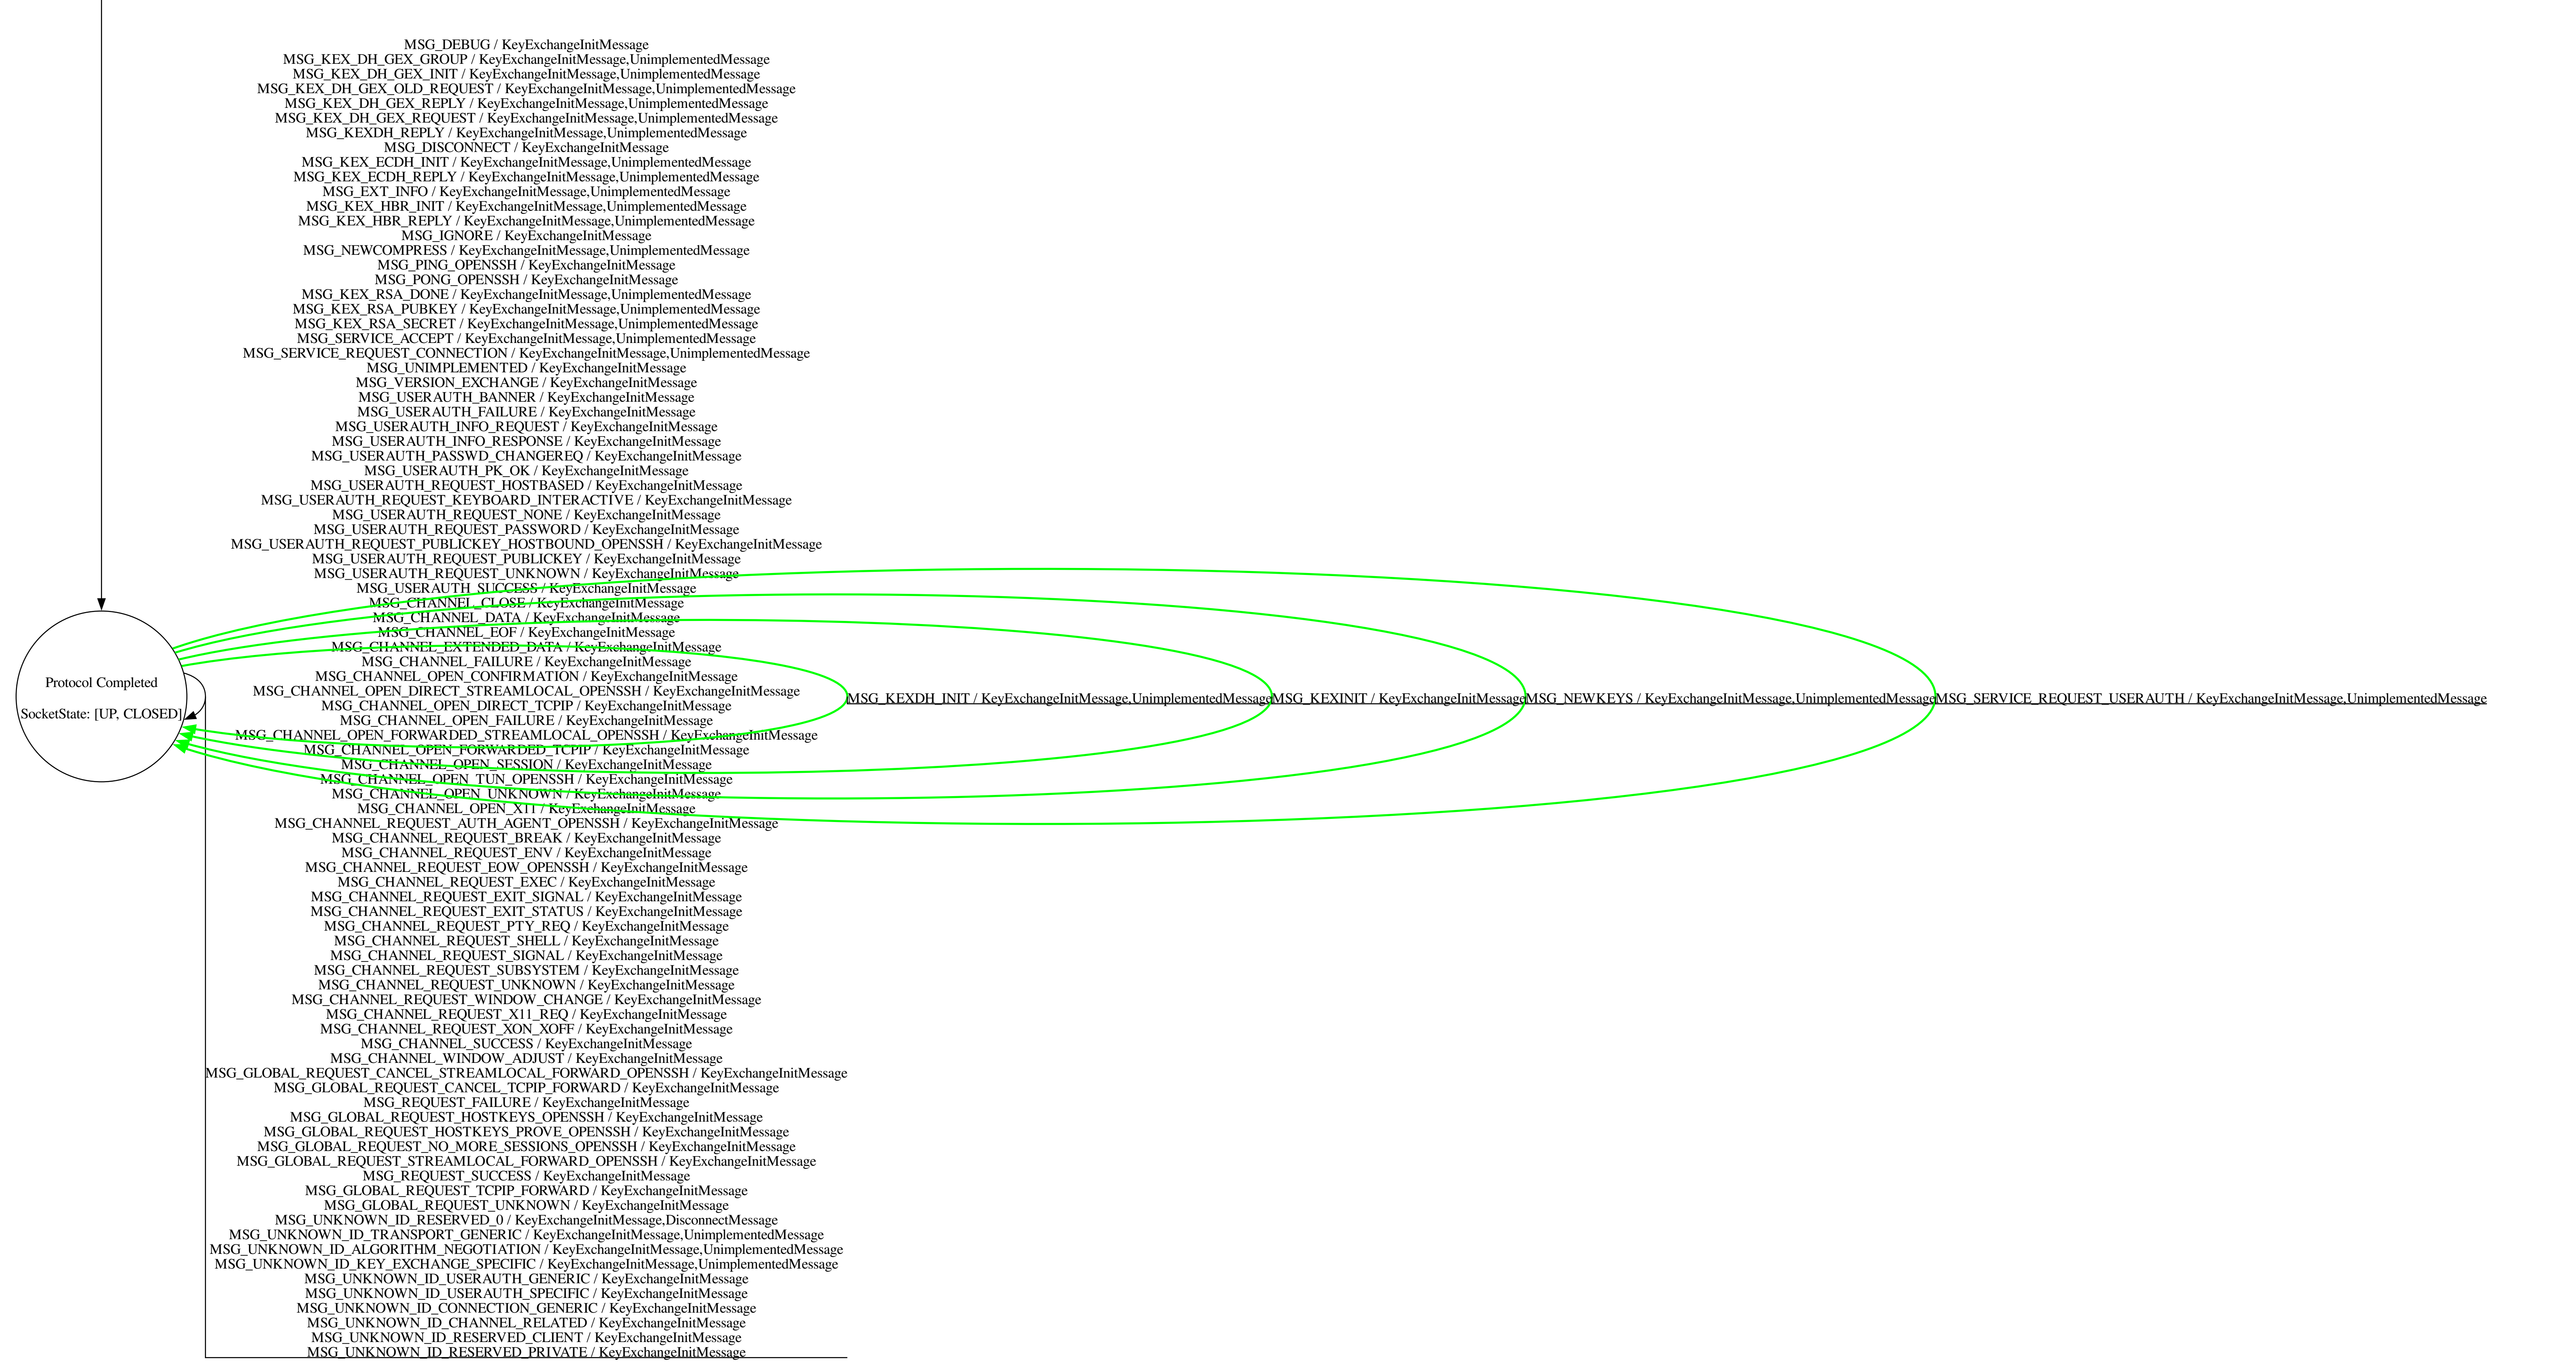 MSG_DEBUG / KeyExchangeInitMessage
MSG_KEX_DH_GEX_GROUP / KeyExchangeInitMessage,UnimplementedMessage
MSG_KEX_DH_GEX_INIT / KeyExchangeInitMessage,UnimplementedMessage
MSG_KEX_DH_GEX_OLD_REQUEST / KeyExchangeInitMessage,UnimplementedMessage
MSG_KEX_DH_GEX_REPLY / KeyExchangeInitMessage,UnimplementedMessage
MSG_KEX_DH_GEX_REQUEST / KeyExchangeInitMessage,UnimplementedMessage
MSG_KEXDH_REPLY / KeyExchangeInitMessage,UnimplementedMessage
MSG_DISCONNECT / KeyExchangeInitMessage
MSG_KEX_ECDH_INIT / KeyExchangeInitMessage,UnimplementedMessage
MSG_KEX_ECDH_REPLY / KeyExchangeInitMessage,UnimplementedMessage
MSG_EXT_INFO / KeyExchangeInitMessage,UnimplementedMessage
MSG_KEX_HBR_INIT / KeyExchangeInitMessage,UnimplementedMessage
MSG_KEX_HBR_REPLY / KeyExchangeInitMessage,UnimplementedMessage
MSG_IGNORE / KeyExchangeInitMessage
MSG_NEWCOMPRESS / KeyExchangeInitMessage,UnimplementedMessage
MSG_PING_OPENSSH / KeyExchangeInitMessage
MSG_PONG_OPENSSH / KeyExchangeInitMessage
MSG_KEX_RSA_DONE / KeyExchangeInitMessage,UnimplementedMessage
MSG_KEX_RSA_PUBKEY / KeyExchangeInitMessage,UnimplementedMessage
MSG_KEX_RSA_SECRET / KeyExchangeInitMessage,UnimplementedMessage
MSG_SERVICE_ACCEPT / KeyExchangeInitMessage,UnimplementedMessage
MSG_SERVICE_REQUEST_CONNECTION / KeyExchangeInitMessage,UnimplementedMessage
MSG_UNIMPLEMENTED / KeyExchangeInitMessage
MSG_VERSION_EXCHANGE / KeyExchangeInitMessage
MSG_USERAUTH_BANNER / KeyExchangeInitMessage
MSG_USERAUTH_FAILURE / KeyExchangeInitMessage
MSG_USERAUTH_INFO_REQUEST / KeyExchangeInitMessage
MSG_USERAUTH_INFO_RESPONSE / KeyExchangeInitMessage
MSG_USERAUTH_PASSWD_CHANGEREQ / KeyExchangeInitMessage
MSG_USERAUTH_PK_OK / KeyExchangeInitMessage
MSG_USERAUTH_REQUEST_HOSTBASED / KeyExchangeInitMessage
MSG_USERAUTH_REQUEST_KEYBOARD_INTERACTIVE / KeyExchangeInitMessage
MSG_USERAUTH_REQUEST_NONE / KeyExchangeInitMessage
MSG_USERAUTH_REQUEST_PASSWORD / KeyExchangeInitMessage
MSG_USERAUTH_REQUEST_PUBLICKEY_HOSTBOUND_OPENSSH / KeyExchangeInitMessage
MSG_USERAUTH_REQUEST_PUBLICKEY / KeyExchangeInitMessage
MSG_USERAUTH_REQUEST_UNKNOWN / KeyExchangeInitMessage
MSG_USERAUTH_SUCCESS / KeyExchangeInitMessage
MSG_CHANNEL_CLOSE / KeyExchangeInitMessage
MSG_CHANNEL_DATA / KeyExchangeInitMessage
MSG_CHANNEL_EOF / KeyExchangeInitMessage
MSG_CHANNEL_EXTENDED_DATA / KeyExchangeInitMessage
MSG_CHANNEL_FAILURE / KeyExchangeInitMessage
MSG_CHANNEL_OPEN_CONFIRMATION / KeyExchangeInitMessage
MSG_CHANNEL_OPEN_DIRECT_STREAMLOCAL_OPENSSH / KeyExchangeInitMessage
MSG_CHANNEL_OPEN_DIRECT_TCPIP / KeyExchangeInitMessage
MSG_CHANNEL_OPEN_FAILURE / KeyExchangeInitMessage
MSG_CHANNEL_OPEN_FORWARDED_STREAMLOCAL_OPENSSH / KeyExchangeInitMessage
MSG_CHANNEL_OPEN_FORWARDED_TCPIP / KeyExchangeInitMessage
MSG_CHANNEL_OPEN_SESSION / KeyExchangeInitMessage
MSG_CHANNEL_OPEN_TUN_OPENSSH / KeyExchangeInitMessage
MSG_CHANNEL_OPEN_UNKNOWN / KeyExchangeInitMessage
MSG_CHANNEL_OPEN_X11 / KeyExchangeInitMessage
MSG_CHANNEL_REQUEST_AUTH_AGENT_OPENSSH / KeyExchangeInitMessage
MSG_CHANNEL_REQUEST_BREAK / KeyExchangeInitMessage
MSG_CHANNEL_REQUEST_ENV / KeyExchangeInitMessage
MSG_CHANNEL_REQUEST_EOW_OPENSSH / KeyExchangeInitMessage
MSG_CHANNEL_REQUEST_EXEC / KeyExchangeInitMessage
MSG_CHANNEL_REQUEST_EXIT_SIGNAL / KeyExchangeInitMessage
MSG_CHANNEL_REQUEST_EXIT_STATUS / KeyExchangeInitMessage
MSG_CHANNEL_REQUEST_PTY_REQ / KeyExchangeInitMessage
MSG_CHANNEL_REQUEST_SHELL / KeyExchangeInitMessage
MSG_CHANNEL_REQUEST_SIGNAL / KeyExchangeInitMessage
MSG_CHANNEL_REQUEST_SUBSYSTEM / KeyExchangeInitMessage
MSG_CHANNEL_REQUEST_UNKNOWN / KeyExchangeInitMessage
MSG_CHANNEL_REQUEST_WINDOW_CHANGE / KeyExchangeInitMessage
MSG_CHANNEL_REQUEST_X11_REQ / KeyExchangeInitMessage
MSG_CHANNEL_REQUEST_XON_XOFF / KeyExchangeInitMessage
MSG_CHANNEL_SUCCESS / KeyExchangeInitMessage
MSG_CHANNEL_WINDOW_ADJUST / KeyExchangeInitMessage
MSG_GLOBAL_REQUEST_CANCEL_STREAMLOCAL_FORWARD_OPENSSH / KeyExchangeInitMessage
MSG_GLOBAL_REQUEST_CANCEL_TCPIP_FORWARD / KeyExchangeInitMessage
MSG_REQUEST_FAILURE / KeyExchangeInitMessage
MSG_GLOBAL_REQUEST_HOSTKEYS_OPENSSH / KeyExchangeInitMessage
MSG_GLOBAL_REQUEST_HOSTKEYS_PROVE_OPENSSH / KeyExchangeInitMessage
MSG_GLOBAL_REQUEST_NO_MORE_SESSIONS_OPENSSH / KeyExchangeInitMessage
MSG_GLOBAL_REQUEST_STREAMLOCAL_FORWARD_OPENSSH / KeyExchangeInitMessage
MSG_REQUEST_SUCCESS / KeyExchangeInitMessage
MSG_GLOBAL_REQUEST_TCPIP_FORWARD / KeyExchangeInitMessage
MSG_GLOBAL_REQUEST_UNKNOWN / KeyExchangeInitMessage
MSG_UNKNOWN_ID_RESERVED_0 / KeyExchangeInitMessage,DisconnectMessage
MSG_UNKNOWN_ID_TRANSPORT_GENERIC / KeyExchangeInitMessage,UnimplementedMessage
MSG_UNKNOWN_ID_ALGORITHM_NEGOTIATION / KeyExchangeInitMessage,UnimplementedMessage
MSG_UNKNOWN_ID_KEY_EXCHANGE_SPECIFIC / KeyExchangeInitMessage,UnimplementedMessage
MSG_UNKNOWN_ID_USERAUTH_GENERIC / KeyExchangeInitMessage
MSG_UNKNOWN_ID_USERAUTH_SPECIFIC / KeyExchangeInitMessage
MSG_UNKNOWN_ID_CONNECTION_GENERIC / KeyExchangeInitMessage
MSG_UNKNOWN_ID_CHANNEL_RELATED / KeyExchangeInitMessage
MSG_UNKNOWN_ID_RESERVED_CLIENT / KeyExchangeInitMessage
MSG_UNKNOWN_ID_RESERVED_PRIVATE / KeyExchangeInitMessage
Protocol Completed
SocketState: [UP, CLOSED]
MSG_KEXDH_INIT / KeyExchangeInitMessage,UnimplementedMessage
MSG_KEXINIT / KeyExchangeInitMessage
MSG_NEWKEYS / KeyExchangeInitMessage,UnimplementedMessage
MSG_SERVICE_REQUEST_USERAUTH / KeyExchangeInitMessage,UnimplementedMessage